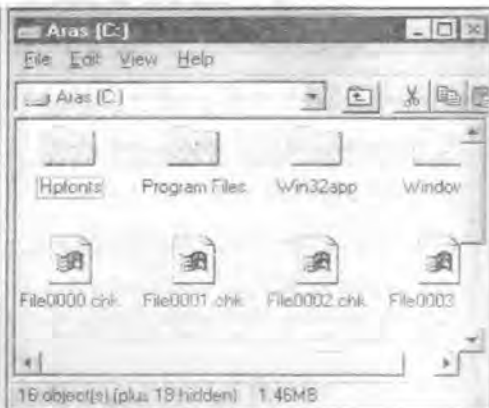 Aras (C:)
File Edit View Help
Aras (C:)
Hpfonts Program Files Win32app Window
File0000.chk File0001.chk File0002.chk File0003
16 object(s) (plus 18 hidden) 1.46MB